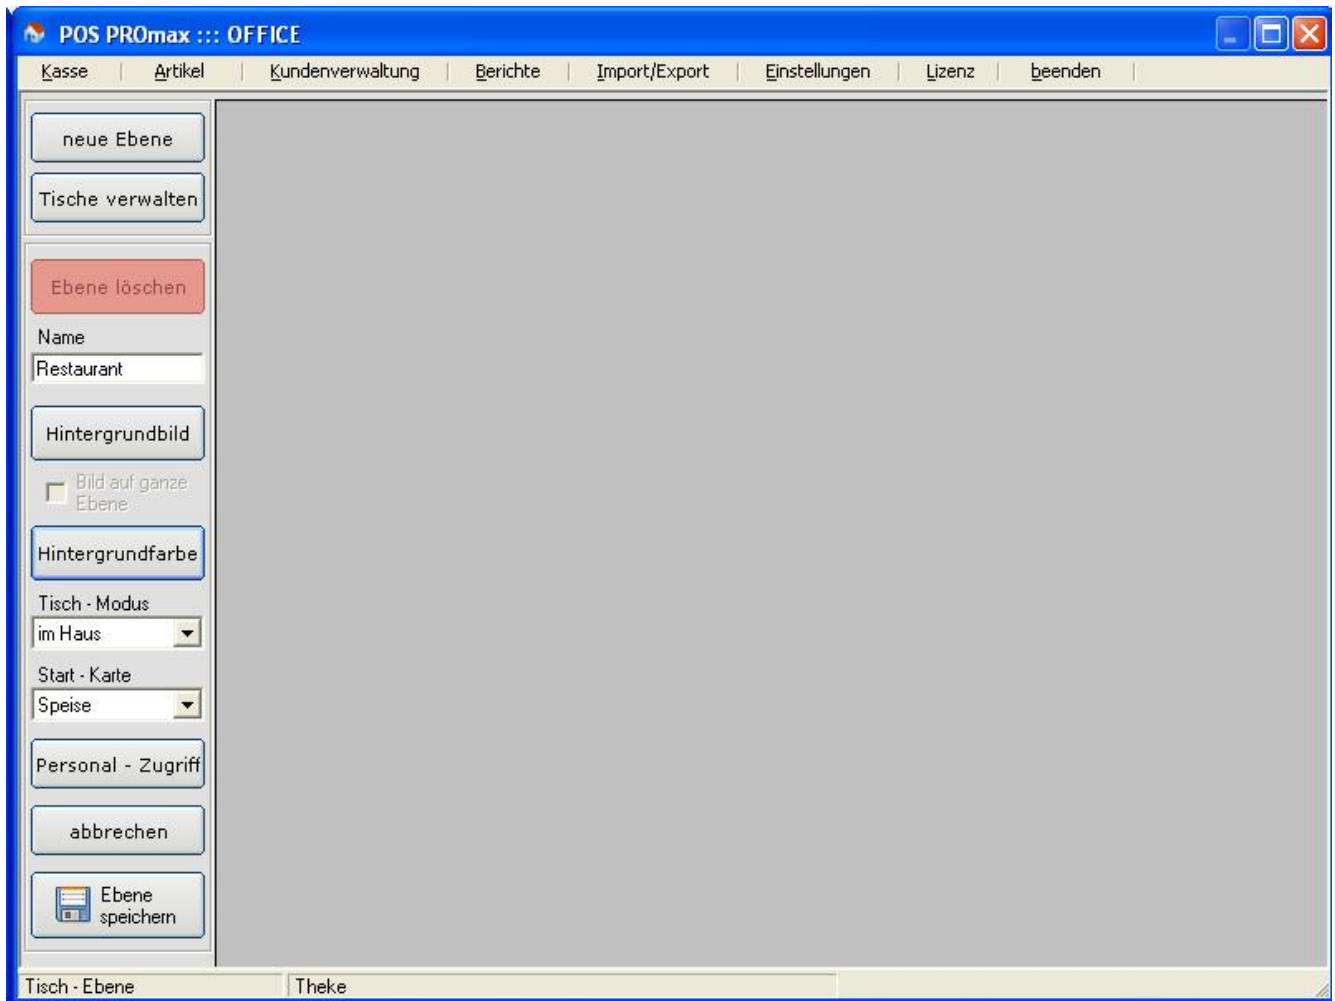 POS PROmax ::: OFFICE
Kasse | Artikel | Kundenverwaltung | Berichte | Import/Export | Einstellungen | Lizenz | beenden |
neue Ebene
Tische verwalten
Ebene löschen
Name
Restaurant
Hintergrundbild
Bild auf ganze
Ebene
Hintergrundfarbe
Tisch - Modus
im Haus
Start - Karte
Speise
Personal - Zugriff
abbrechen
Ebene
speichern
Tisch - Ebene Theke